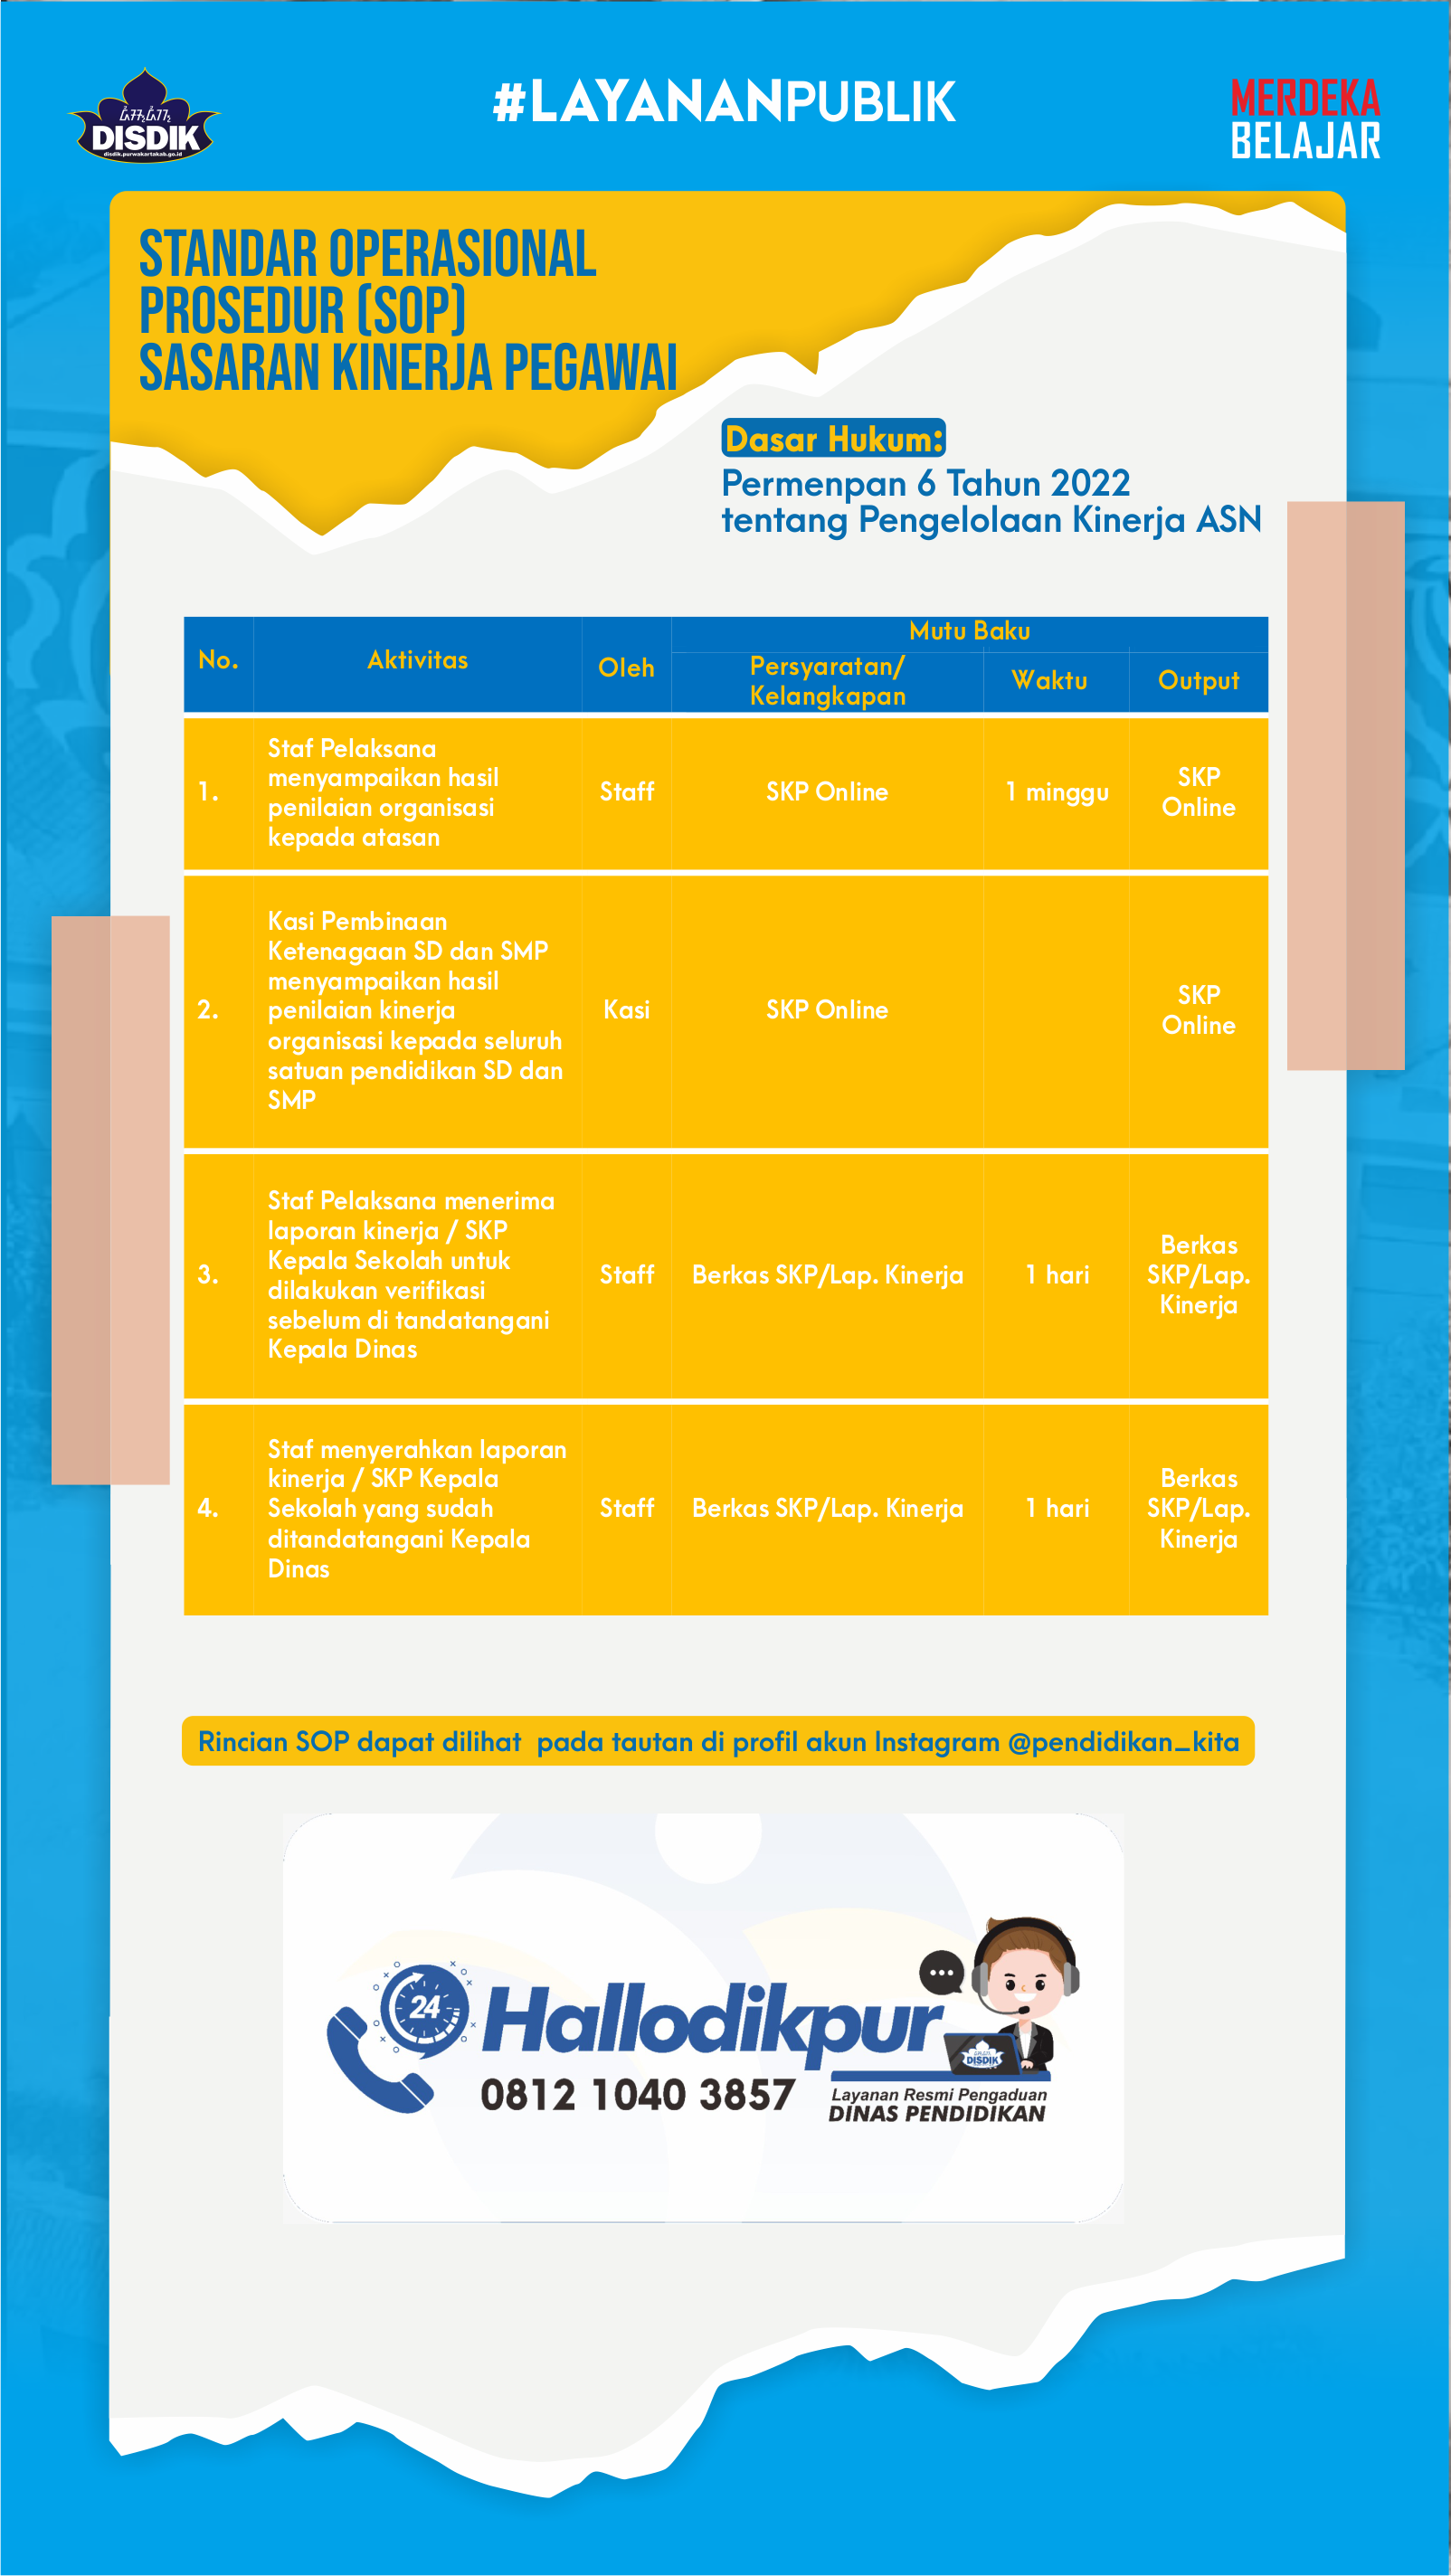 DISDIK
disdik.purwakartakab.go.id
#LAYANANPUBLIK
MERDEKA
BELAJAR
STANDAR OPERASIONAL
PROSEDUR (SOP)
SASARAN KINERJA PEGAWAI
Dasar Hukum:
Permenpan 6 Tahun 2022
tentang Pengelolaan Kinerja ASN
No.
Aktivitas
Oleh
Mutu Baku
Persyaratan/
Kelangkapan
Waktu
Output
1.
Staf Pelaksana
menyampaikan hasil
penilaian organisasi
kepada atasan
Staff
SKP Online
1 minggu
SKP
Online
2.
Kasi Pembinaan
Ketenagaan SD dan SMP
menyampaikan hasil
penilaian kinerja
organisasi kepada seluruh
satuan pendidikan SD dan
SMP
Kasi
SKP Online
SKP
Online
3.
Staf Pelaksana menerima
laporan kinerja / SKP
Kepala Sekolah untuk
dilakukan verifikasi
sebelum di tandatangani
Kepala Dinas
Staff
Berkas SKP/Lap. Kinerja
1 hari
Berkas
SKP/Lap.
Kinerja
4.
Staf menyerahkan laporan
kinerja / SKP Kepala
Sekolah yang sudah
ditandatangani Kepala
Dinas
Staff
Berkas SKP/Lap. Kinerja
1 hari
Berkas
SKP/Lap.
Kinerja
Rincian SOP dapat dilihat pada tautan di profil akun Instagram @pendidikan_kita
24
Hallodikpur
DISDIK
0812 1040 3857
Layanan Resmi Pengaduan
DINAS PENDIDIKAN